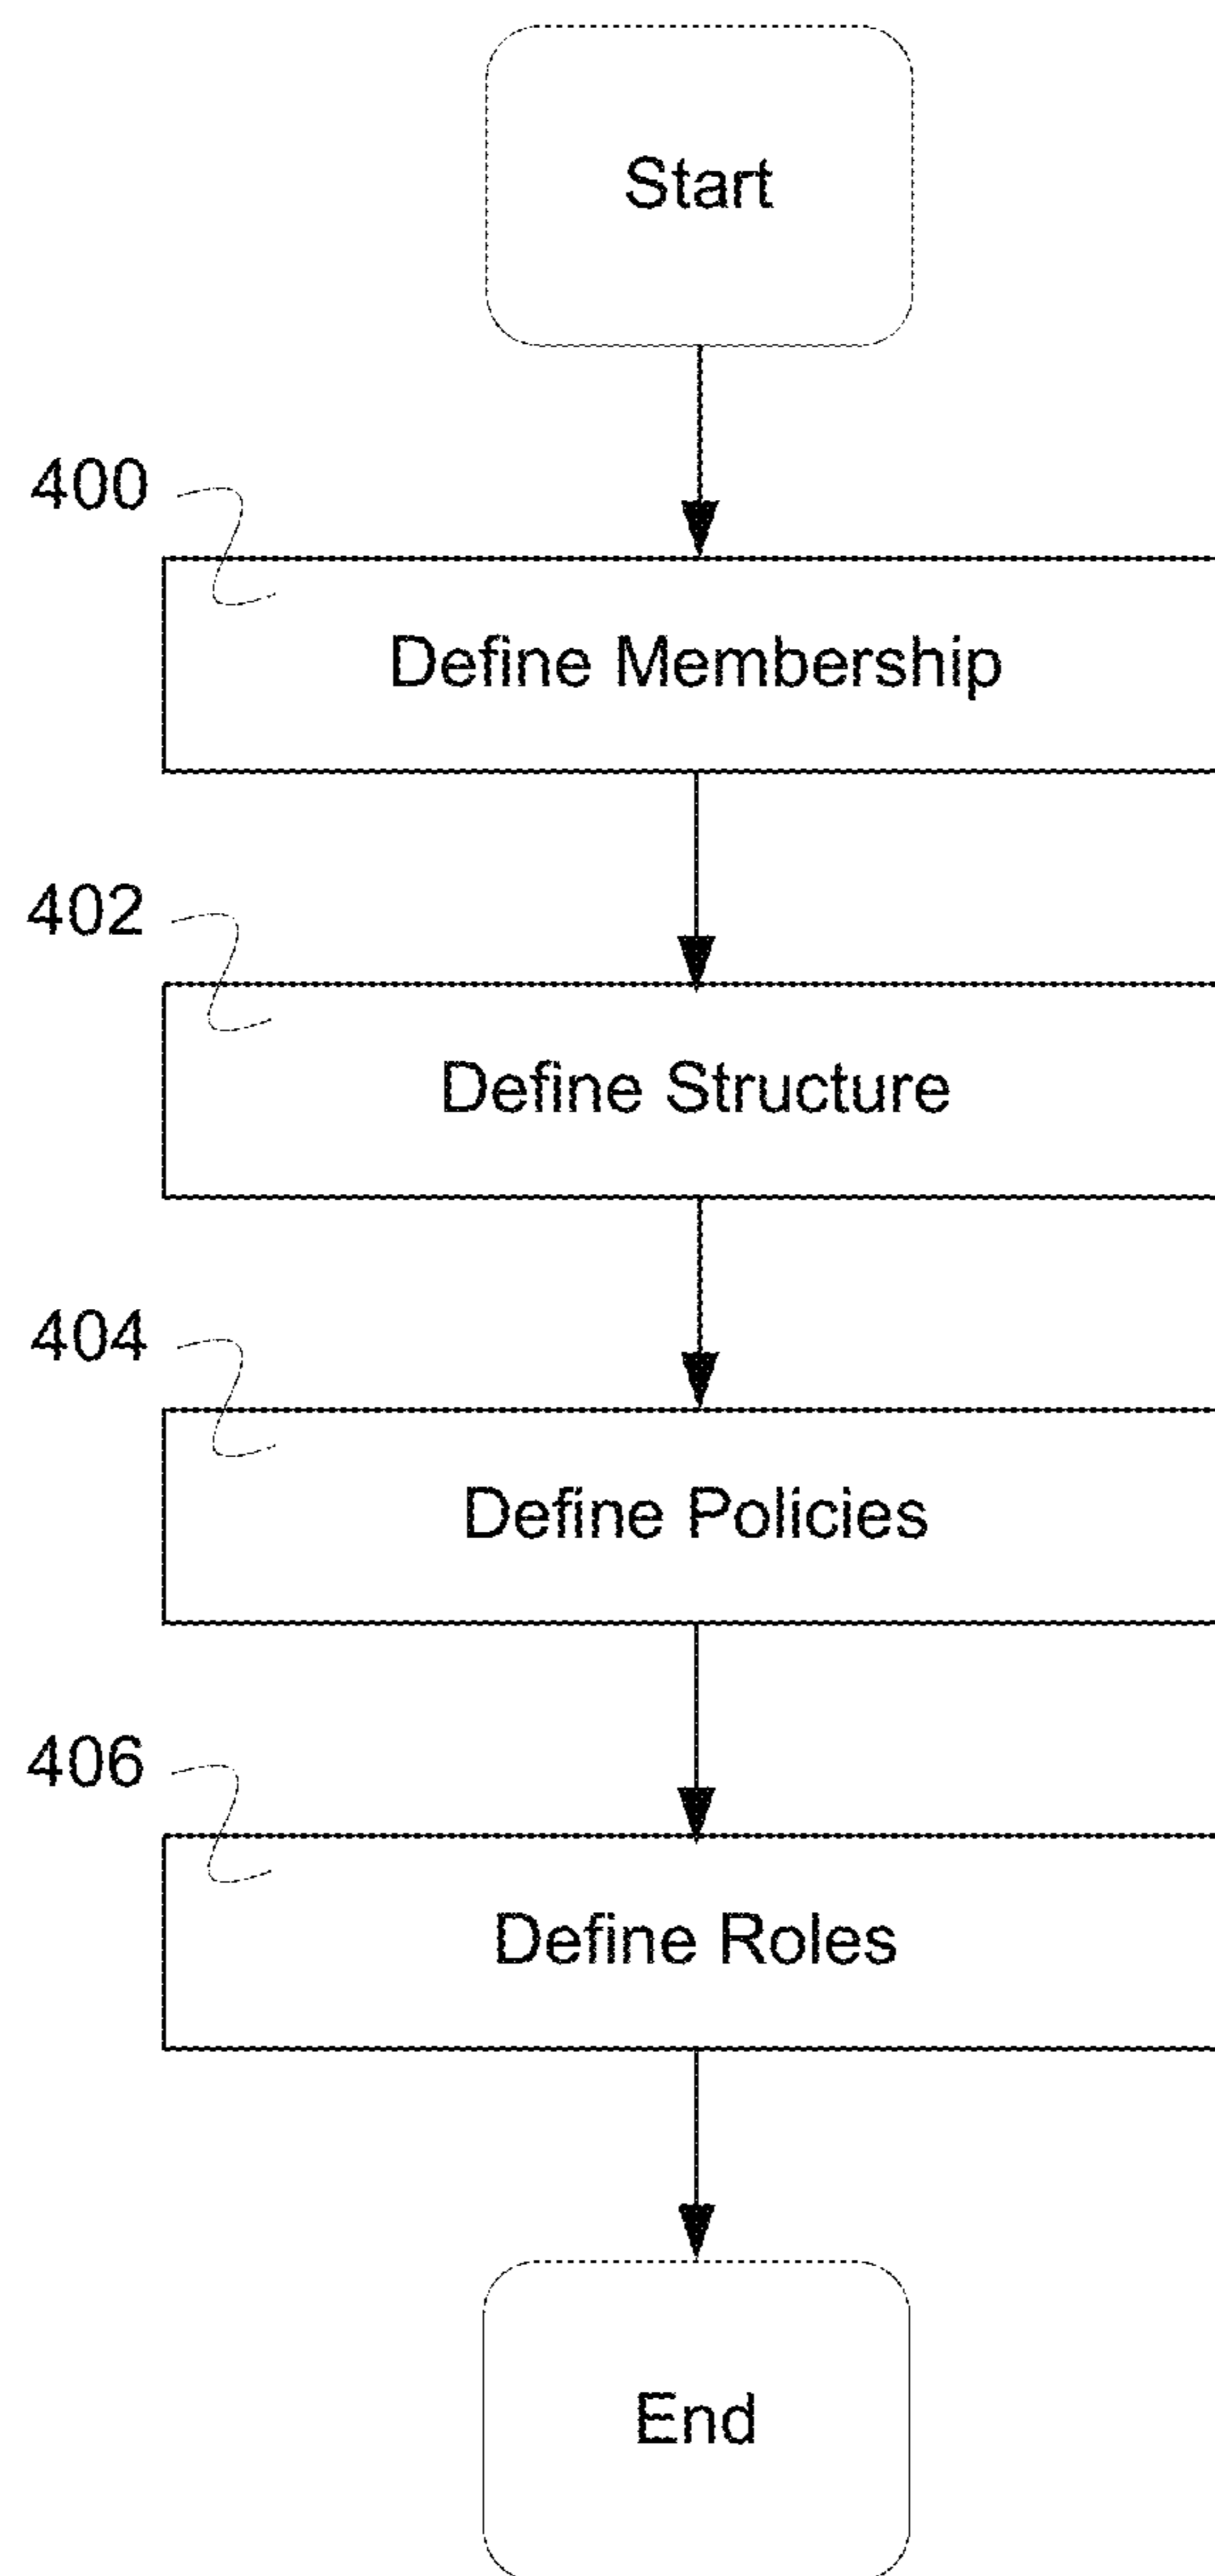 Start
400
Define Membership
402
Define Structure
404
Define Policies
406
Define Roles
End